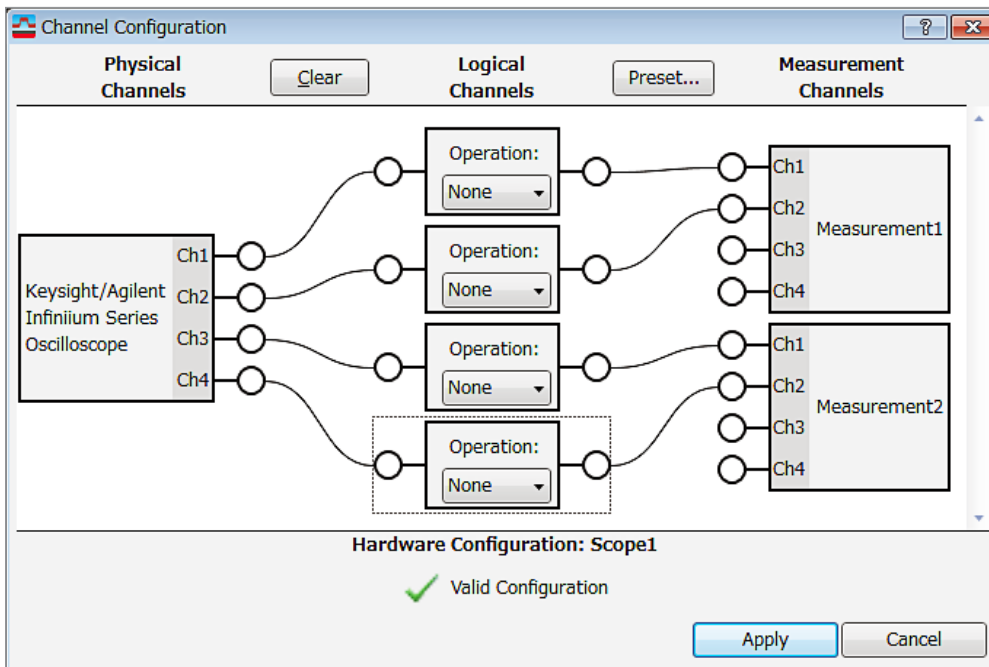 Channel Configuration
?
Physical
Channels
Clear
Logical
Channels
Preset...
Measurement
Channels
Keysight/Agilent
Infiniium Series
Oscilloscope
Ch1
Ch2
Ch3
Ch4
Operation:
None
Operation:
None
Operation:
None
Operation:
None
Ch1
Ch2
Ch3
Ch4
Measurement1
Ch1
Ch2
Ch3
Ch4
Measurement2
Hardware Configuration: Scope1
Valid Configuration
Apply
Cancel